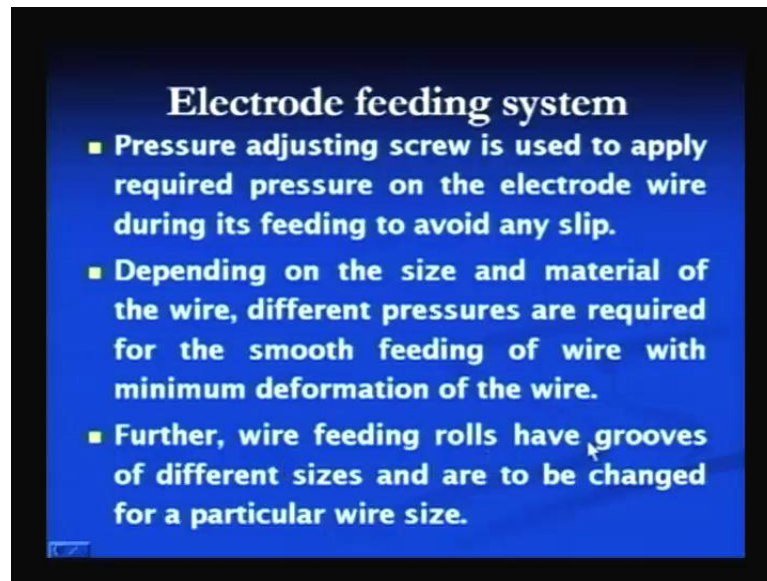 Electrode feeding system
Pressure adjusting screw is used to apply
required pressure on the electrode wire
during its feeding to avoid any slip.
Depending on the size and material of
the wire, different pressures are required
for the smooth feeding of wire with
minimum deformation of the wire.
Further, wire feeding rolls have grooves
of different sizes and are to be changed
for a particular wire size.